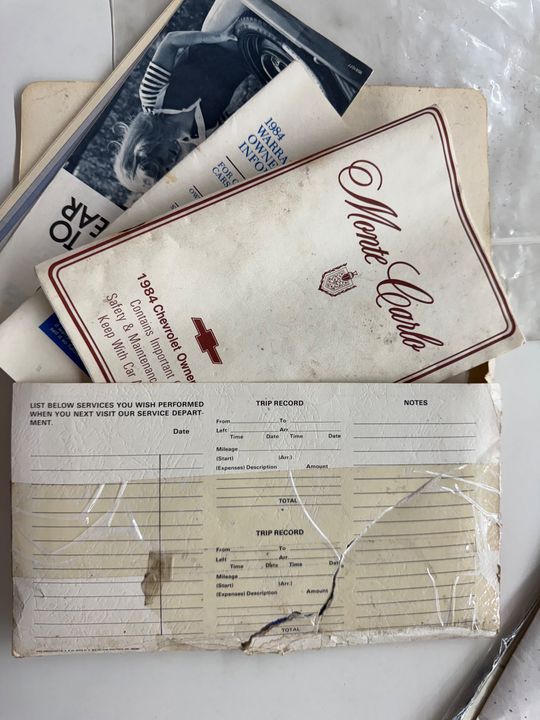 TO
EAR
1984
WARRA
OWNE
INFO
FOR
CARS
Monte Carlo
1984 Chevrolet Owner
Contains Important
Safety & Maintenance
Keep With Car
LIST BELOW SERVICES YOU WISH PERFORMED
WHEN YOU NEXT VISIT OUR SERVICE DEPART-
MENT.
Date
TRIP RECORD
From To
Left Arr.
Time Date Time Date
Mileage
(Start) (Arr.)
(Expenses) Description Amount
TOTAL
TRIP RECORD
From To
Left Arr.
Time Date Time Date
Mileage
(Start) (Arr.)
(Expenses) Description Amount
TOTAL
NOTES